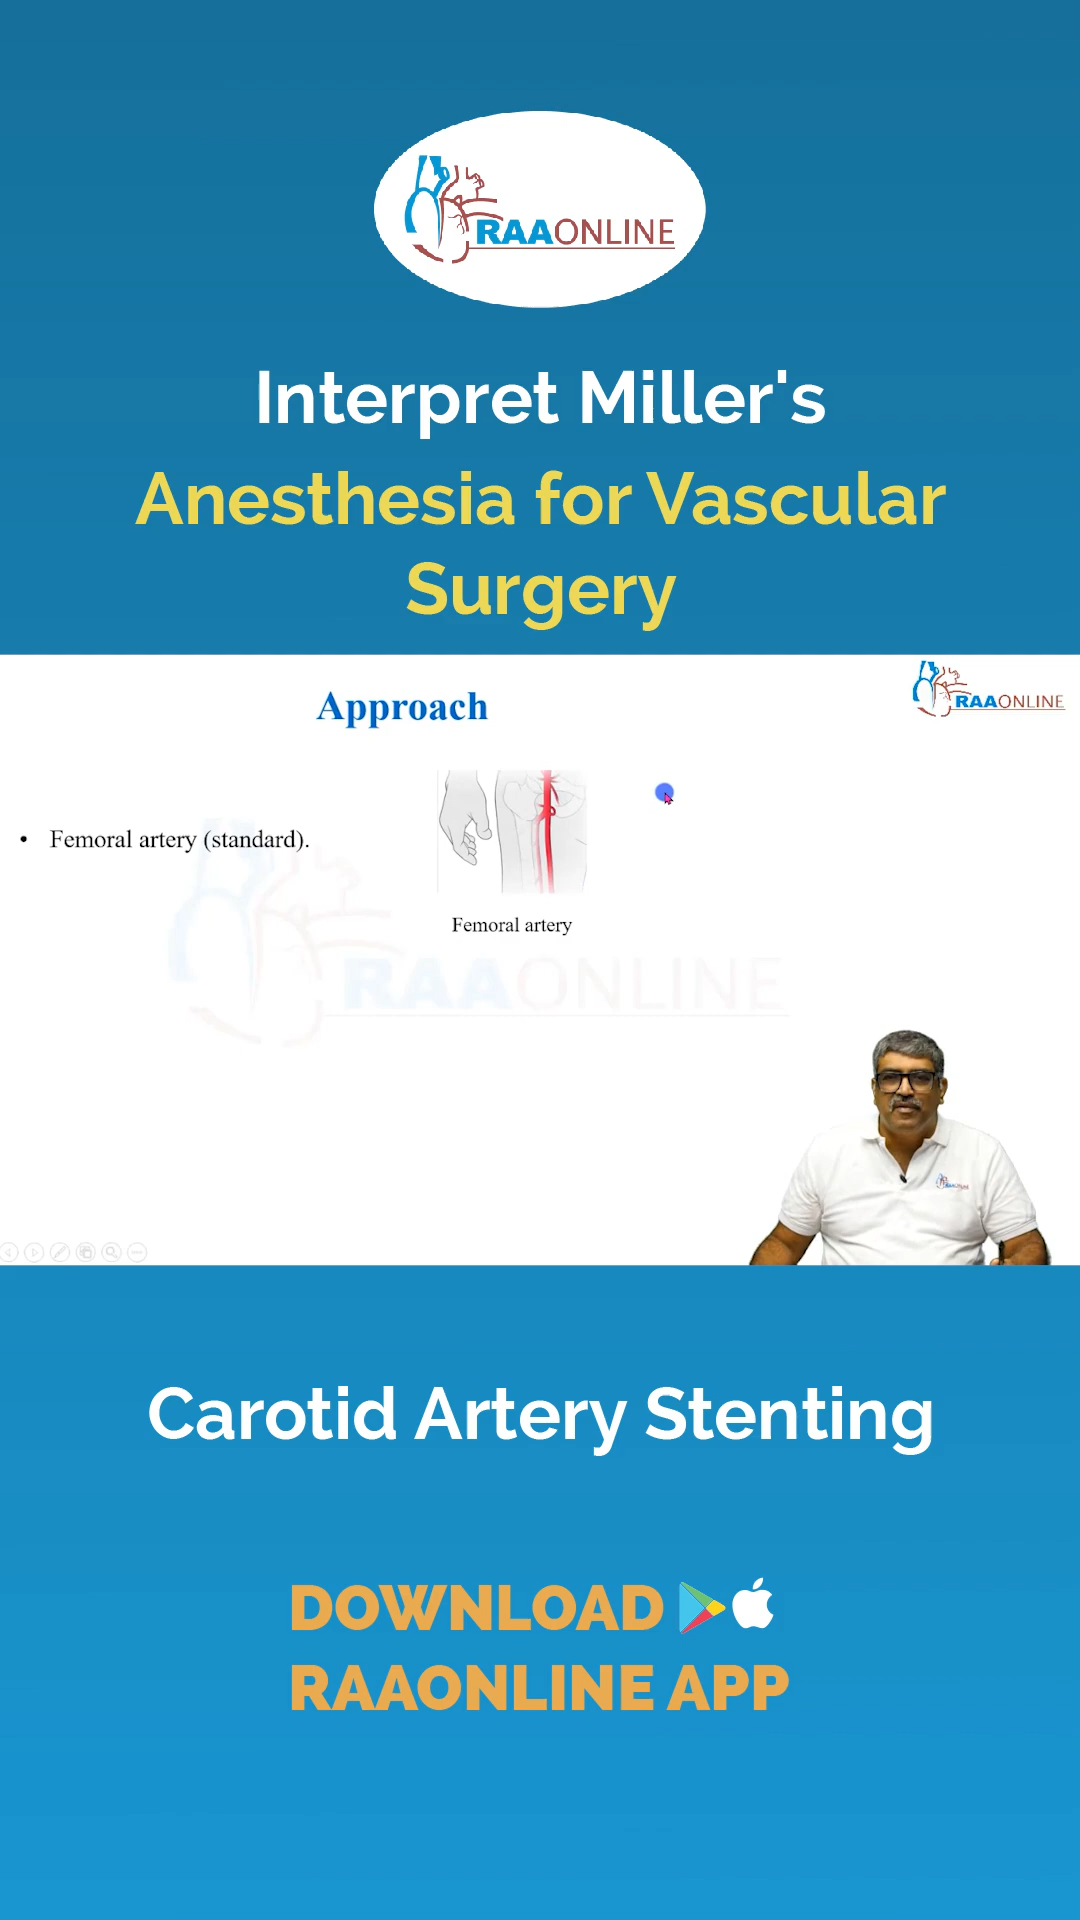 RAAONLINE
Interpret Miller's
Anesthesia for Vascular
Surgery
Approach
RAAONLINE
• Femoral artery (standard).
Femoral artery
RAAONLINE
RAAONLINE
Carotid Artery Stenting
DOWNLOAD
RAAONLINE APP